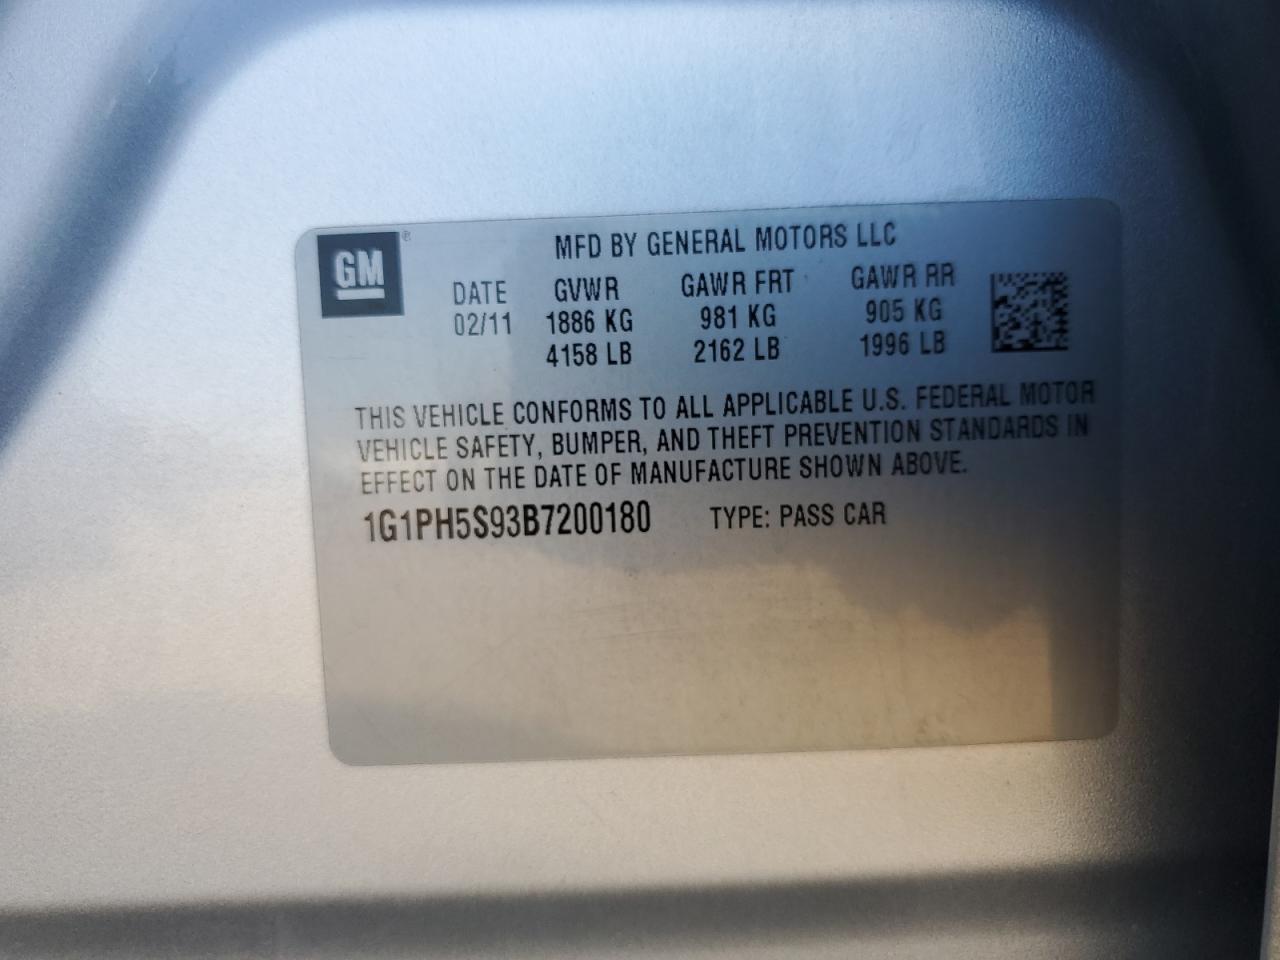 GM®
MFD BY GENERAL MOTORS LLC
DATE GVWR GAWR FRT GAWR RR
02/11 1886 KG 981 KG 905 KG
4158 LB 2162 LB 1996 LB
THIS VEHICLE CONFORMS TO ALL APPLICABLE U.S. FEDERAL MOTOR
VEHICLE SAFETY, BUMPER, AND THEFT PREVENTION STANDARDS IN
EFFECT ON THE DATE OF MANUFACTURE SHOWN ABOVE.
1G1PH5S93B7200180 TYPE: PASS CAR